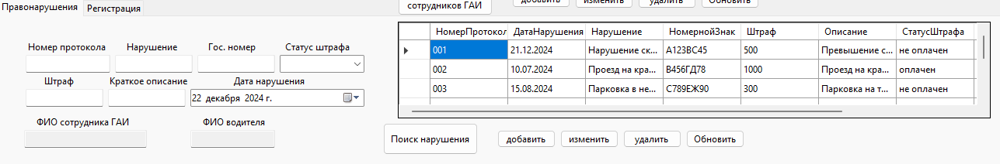 Правонарушения Регистрация
сотрудников ГАИ добавить изменить удалить Обновить
Номер протокола Нарушение Гос. номер Статус штрафа
Штраф Краткое описание Дата нарушения
22 декабря 2024 г.
ФИО сотрудника ГАИ ФИО водителя
НомерПротокол ДатаНарушения Нарушение НомернойЗнак Штраф Описание СтатусШтрафа
001 21.12.2024 Нарушение ск... А123ВС45 500 Превышение с... не оплачен
002 10.07.2024 Проезд на кра... В456ГД78 1000 Проезд на кра... оплачен
003 15.08.2024 Парковка в не... С789ЕЖ90 300 Парковка на т... не оплачен
Поиск нарушения добавить изменить удалить Обновить